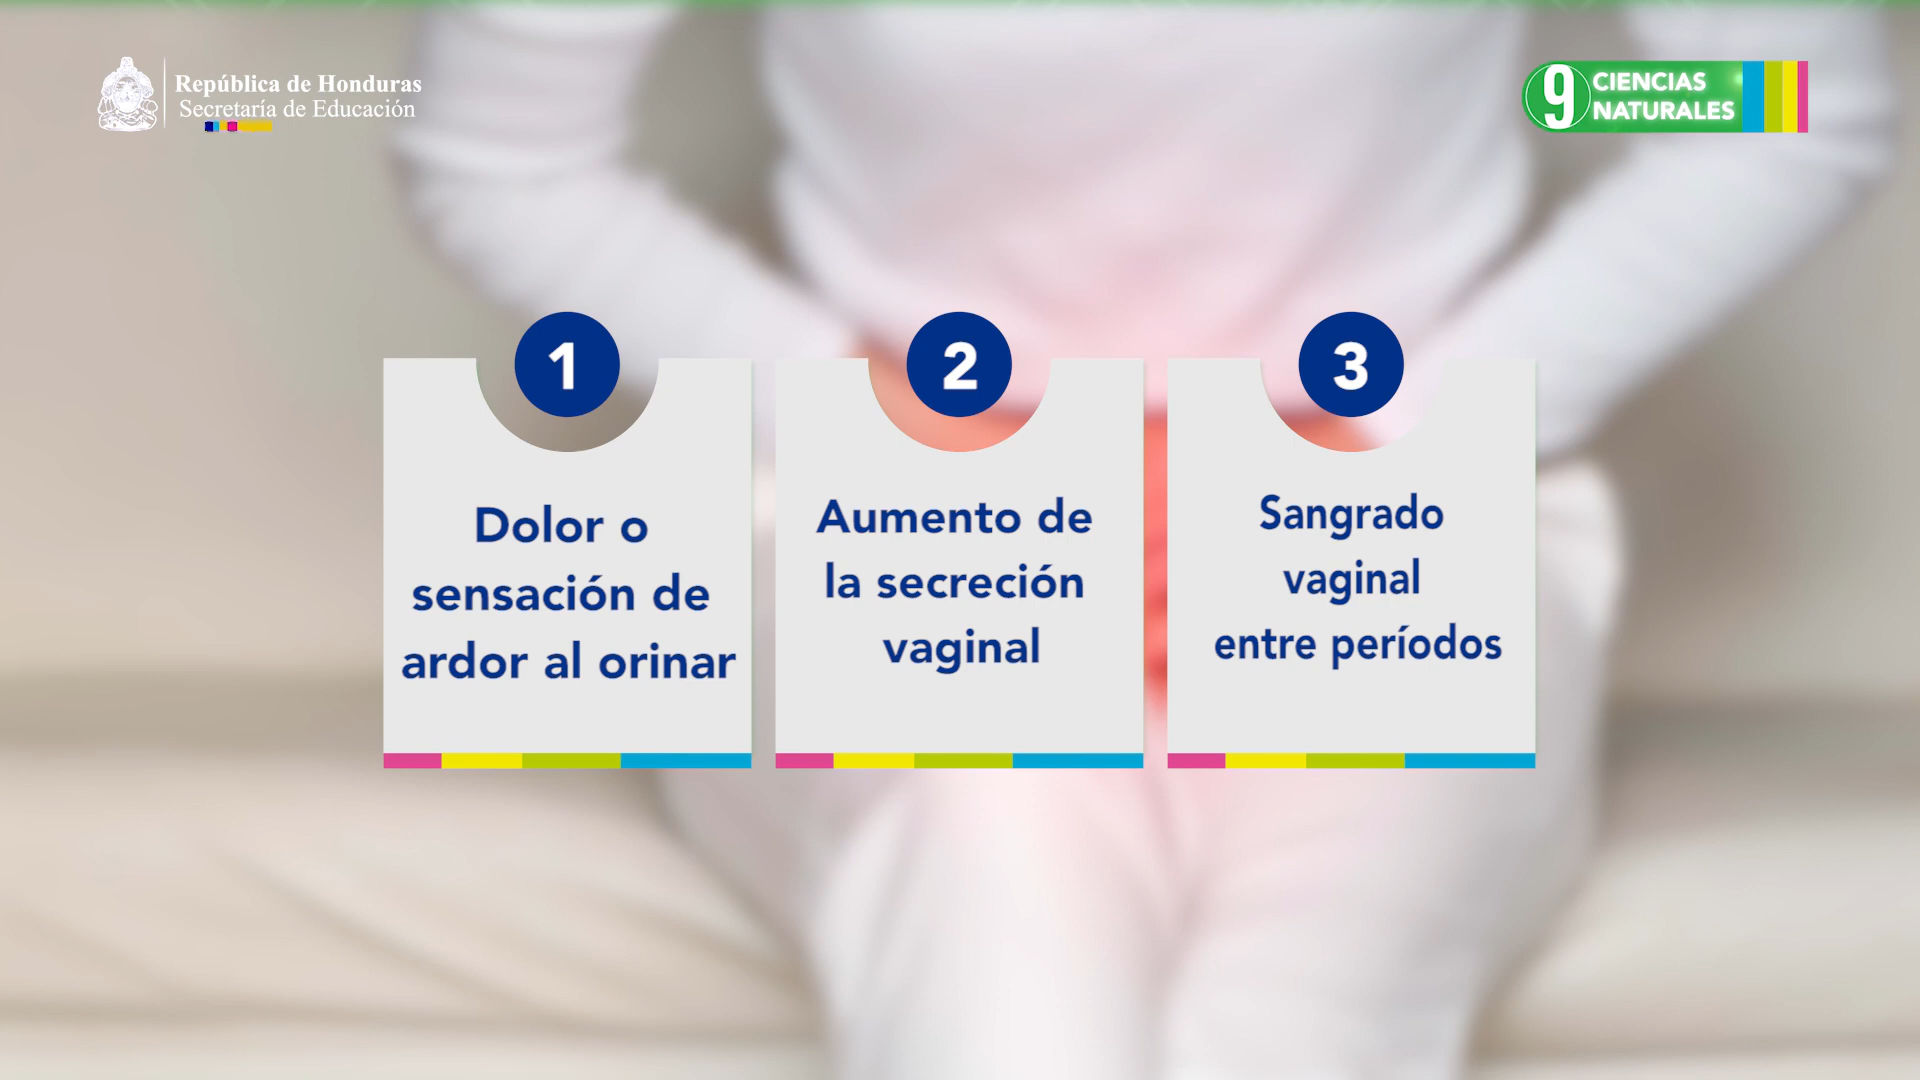 República de Honduras
Secretaría de Educación
9 CIENCIAS
NATURALES
1
Dolor o
sensación de
ardor al orinar
2
Aumento de
la secreción
vaginal
3
Sangrado
vaginal
entre períodos